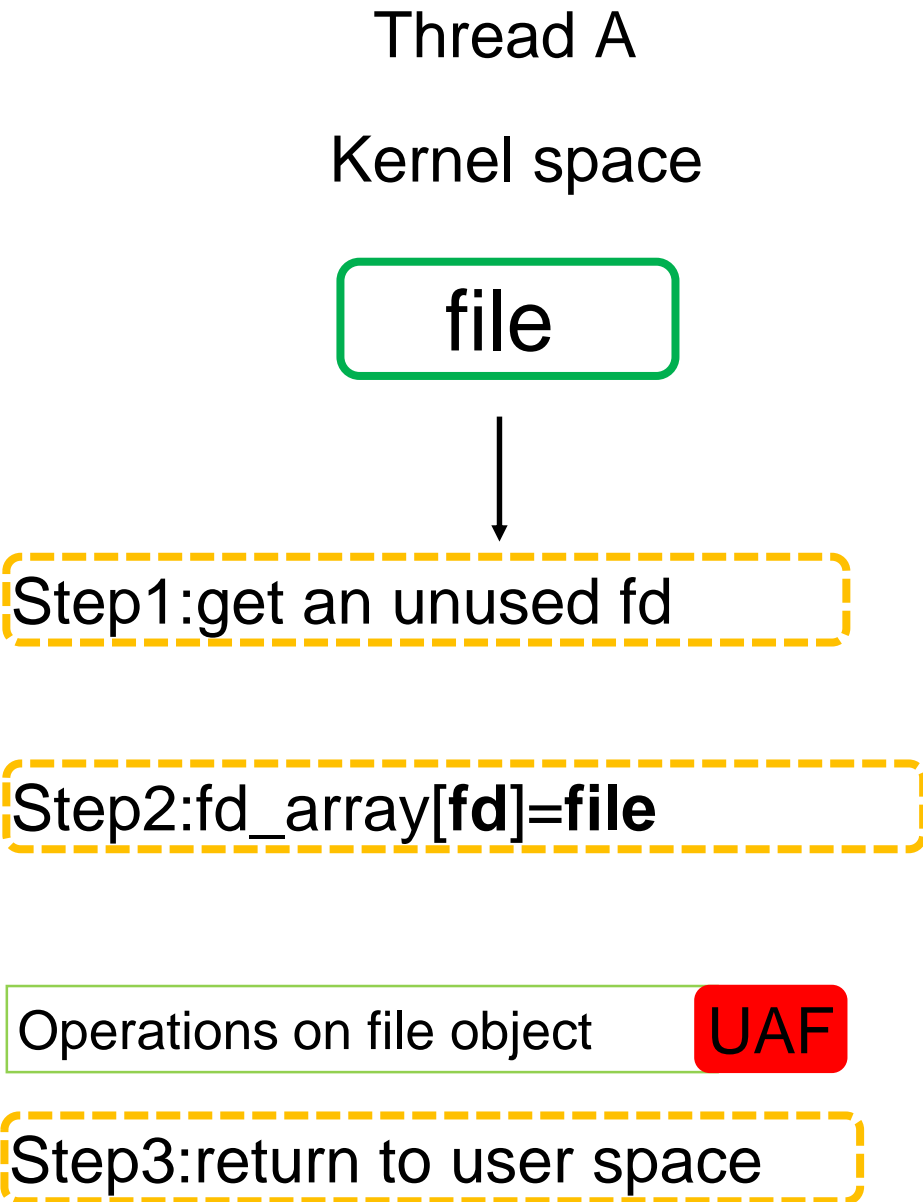 Thread A
Kernel space
file
Step1:get an unused fd
Step2:fd_array[fd]=file
Operations on file object UAF
Step3:return to user space